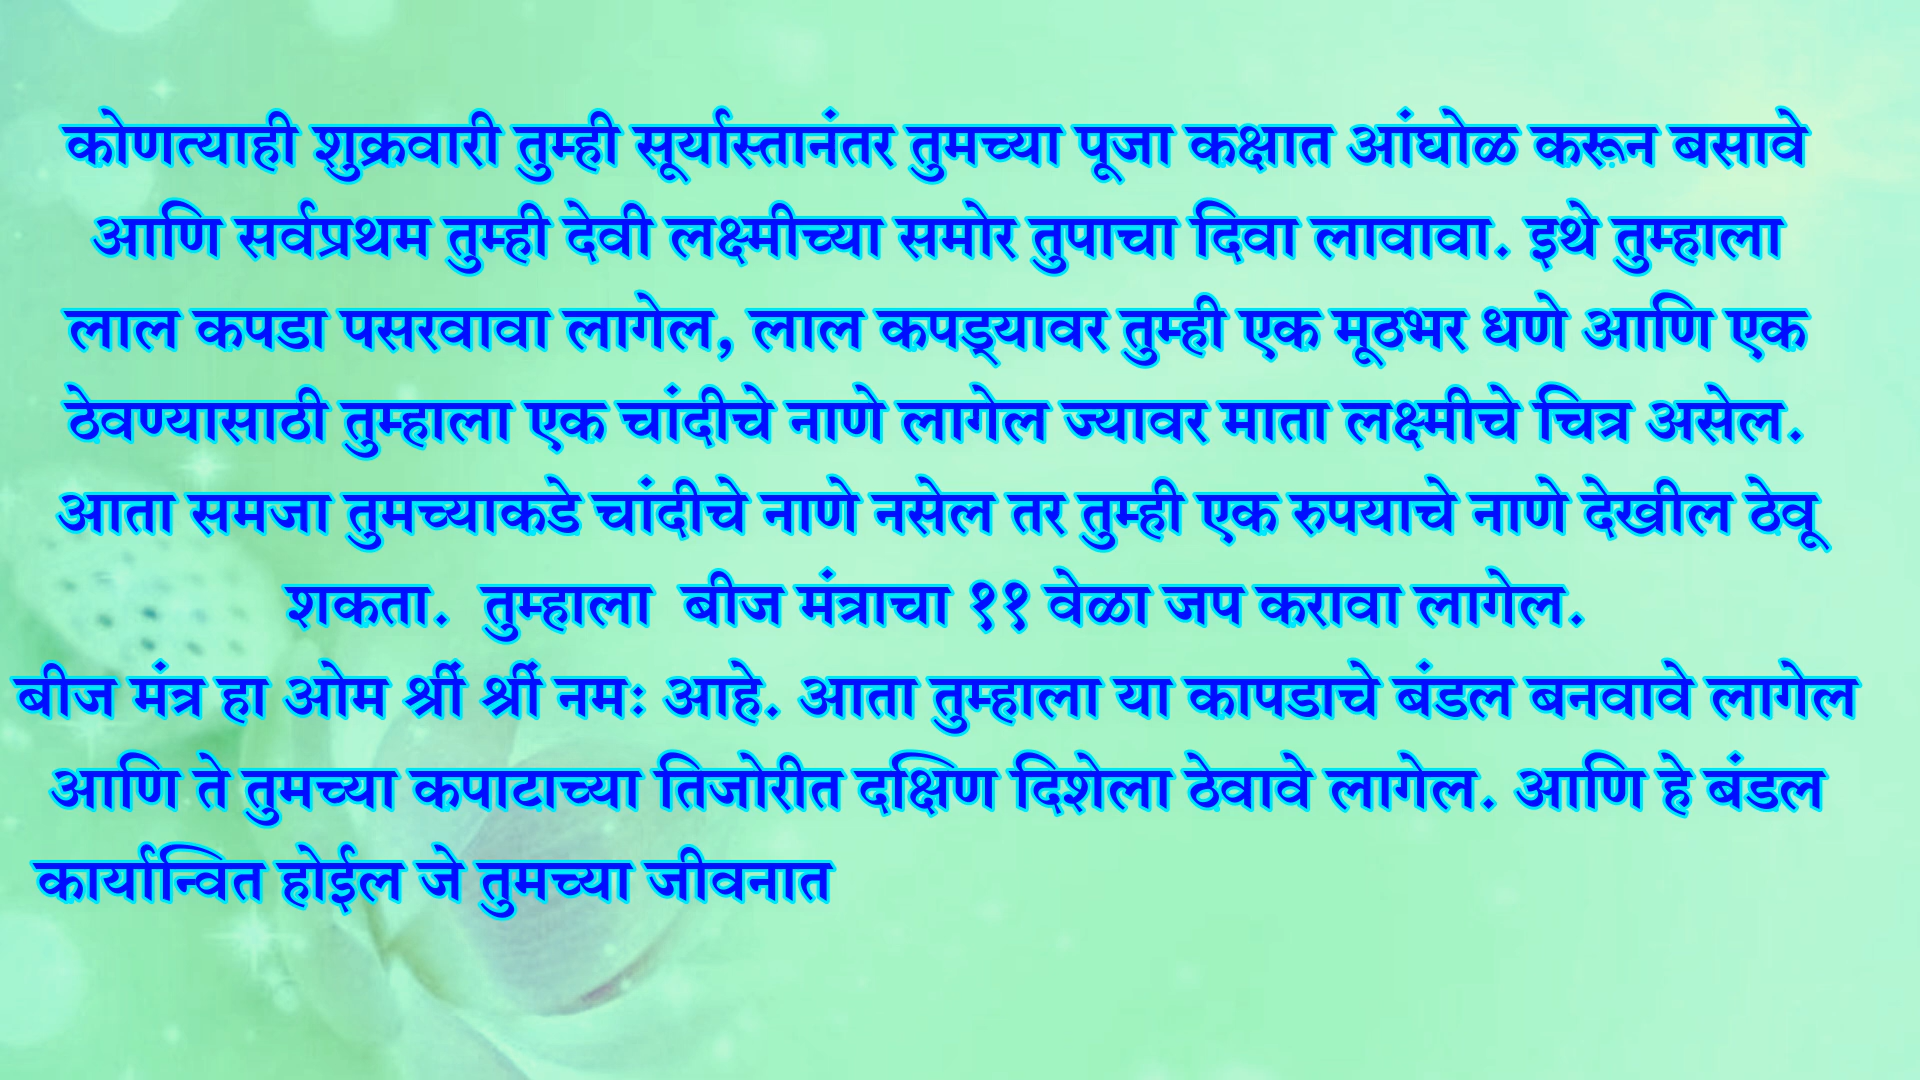 कोणत्याही शुक्रवारी तुम्ही सूर्यास्तानंतर तुमच्या पूजा कक्षात आंघोळ करून बसावे
आणि सर्वप्रथम तुम्ही देवी लक्ष्मीच्या समोर तुपाचा दिवा लावावा. इथे तुम्हाला
लाल कपडा पसरवावा लागेल, लाल कपड्यावर तुम्ही एक मूठभर धणे आणि एक
ठेवण्यासाठी तुम्हाला एक चांदीचे नाणे लागेल ज्यावर माता लक्ष्मीचे चित्र असेल.
आता समजा तुमच्याकडे चांदीचे नाणे नसेल तर तुम्ही एक रुपयाचे नाणे देखील ठेवू
शकता. तुम्हाला बीज मंत्राचा ११ वेळा जप करावा लागेल.
बीज मंत्र हा ओम श्रीं श्रीं नमः आहे. आता तुम्हाला या कापडाचे बंडल बनवावे लागेल
आणि ते तुमच्या कपाटाच्या तिजोरीत दक्षिण दिशेला ठेवावे लागेल. आणि हे बंडल
कार्यान्वित होईल जे तुमच्या जीवनात